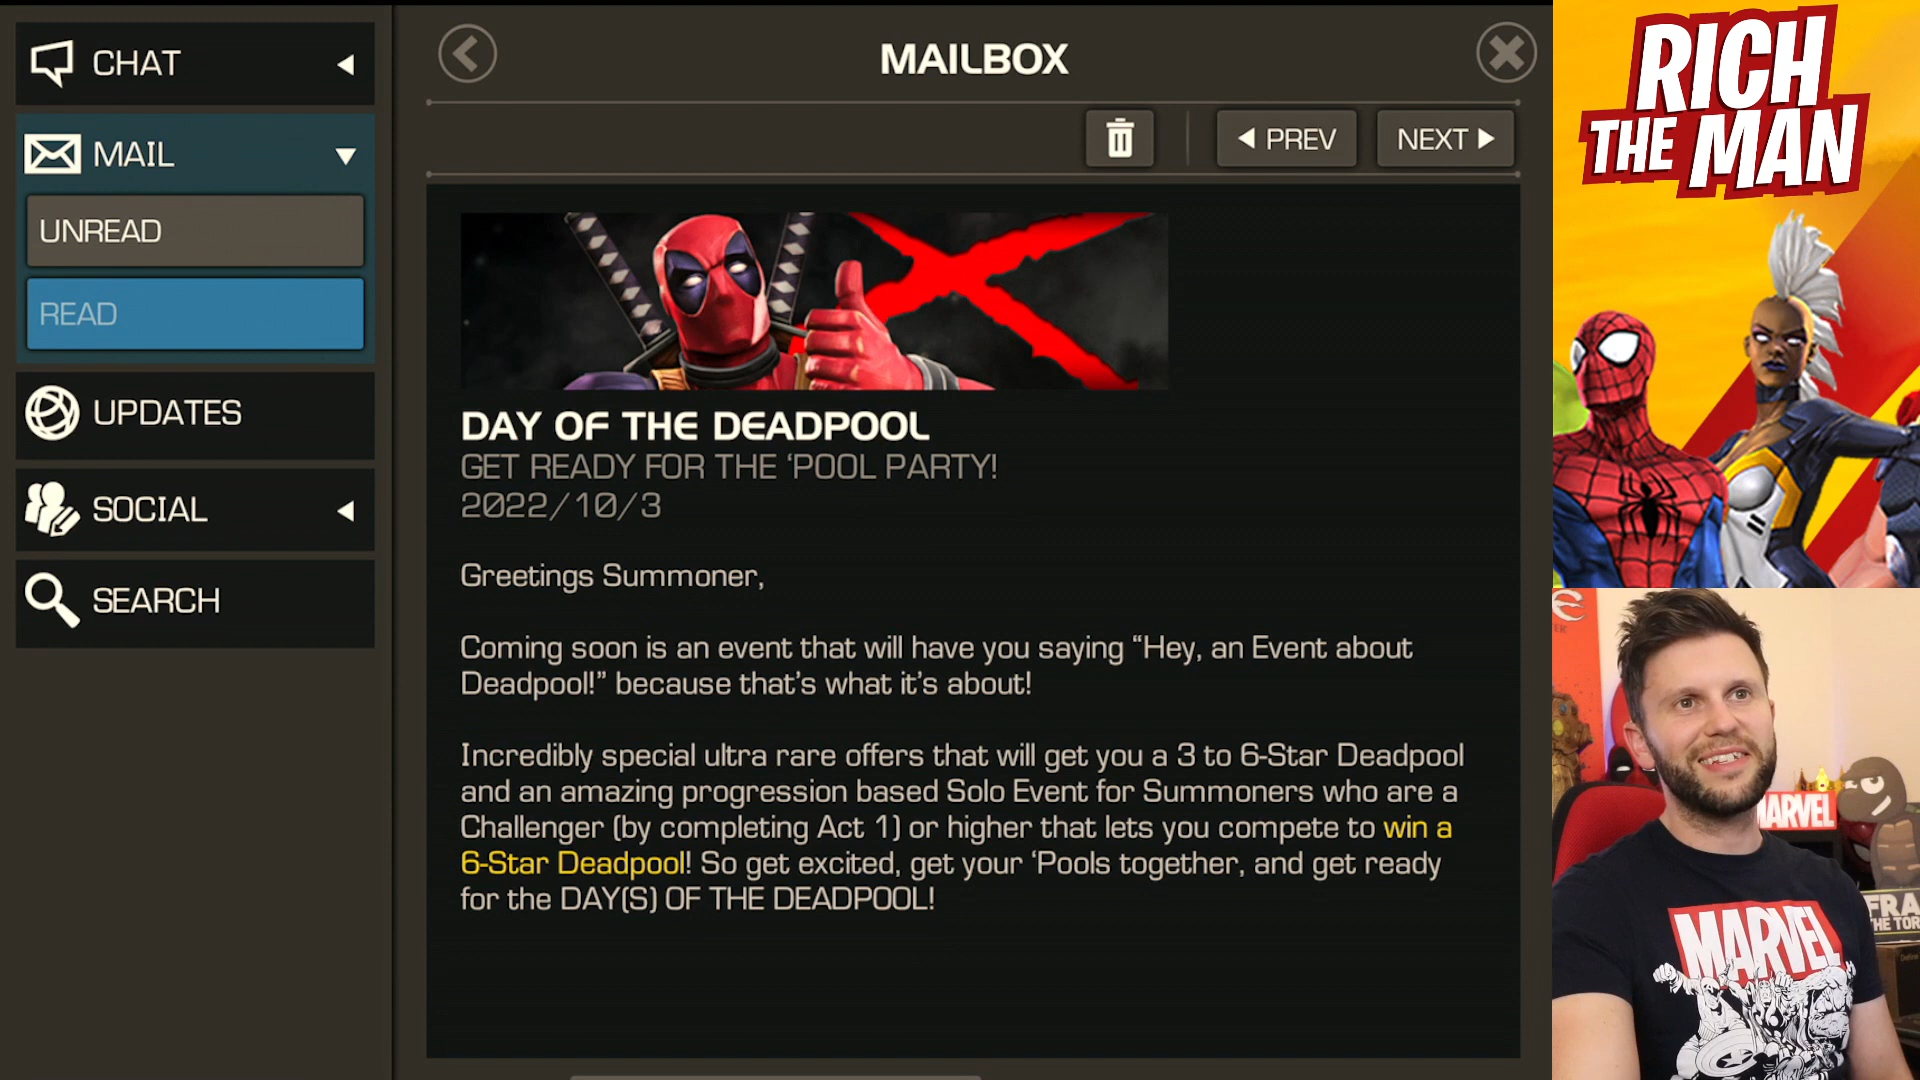 CHAT
MAIL
UNREAD
READ
UPDATES
SOCIAL
SEARCH
MAILBOX
PREV
NEXT
DAY OF THE DEADPOOL
GET READY FOR THE ‘POOL PARTY!
2022/10/3
Greetings Summoner,
Coming soon is an event that will have you saying “Hey, an Event about
Deadpool!” because that’s what it’s about!
Incredibly special ultra rare offers that will get you a 3 to 6-Star Deadpool
and an amazing progression based Solo Event for Summoners who are a
Challenger (by completing Act 1) or higher that lets you compete to win a
6-Star Deadpool! So get excited, get your ‘Pools together, and get ready
for the DAY(S) OF THE DEADPOOL!
RICH
THE MAN
MARVEL
FRA
THE TOR
MARVEL